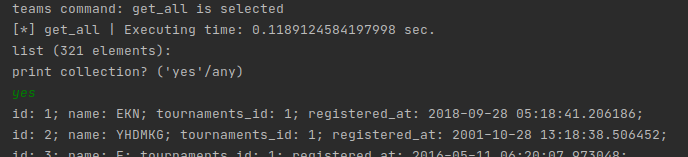 teams command: get_all is selected
[*] get_all | Executing time: 0.1189124584197998 sec.
list (321 elements):
print collection? ('yes'/any)
yes
id: 1; name: EKN; tournaments_id: 1; registered_at: 2018-09-28 05:18:41.206186;
id: 2; name: YHDMKG; tournaments_id: 1; registered_at: 2001-10-28 13:18:38.506452;
id: 3; name: E; tournaments_id: 1; registered_at: 2016-05-11 06:20:07.973048;